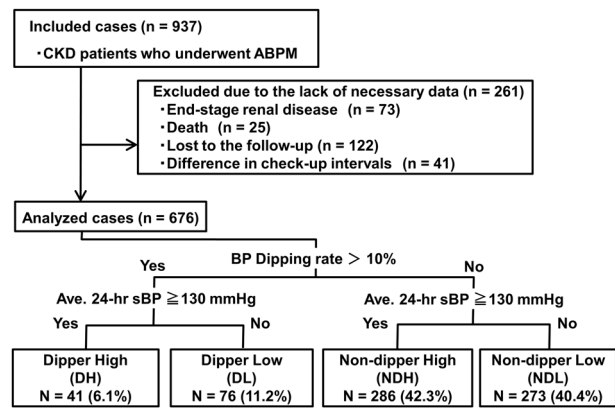 Included cases (n = 937)
・CKD patients who underwent ABPM
Excluded due to the lack of necessary data (n = 261)
・End-stage renal disease (n = 73)
・Death (n = 25)
・Lost to the follow-up (n = 122)
・Difference in check-up intervals (n = 41)
Analyzed cases (n = 676)
BP Dipping rate > 10%
Yes
No
Ave. 24-hr sBP ≧130 mmHg
Ave. 24-hr sBP ≧130 mmHg
Yes
No
Yes
No
Dipper High
(DH)
N = 41 (6.1%)
Dipper Low
(DL)
N = 76 (11.2%)
Non-dipper High
(NDH)
N = 286 (42.3%)
Non-dipper Low
(NDL)
N = 273 (40.4%)